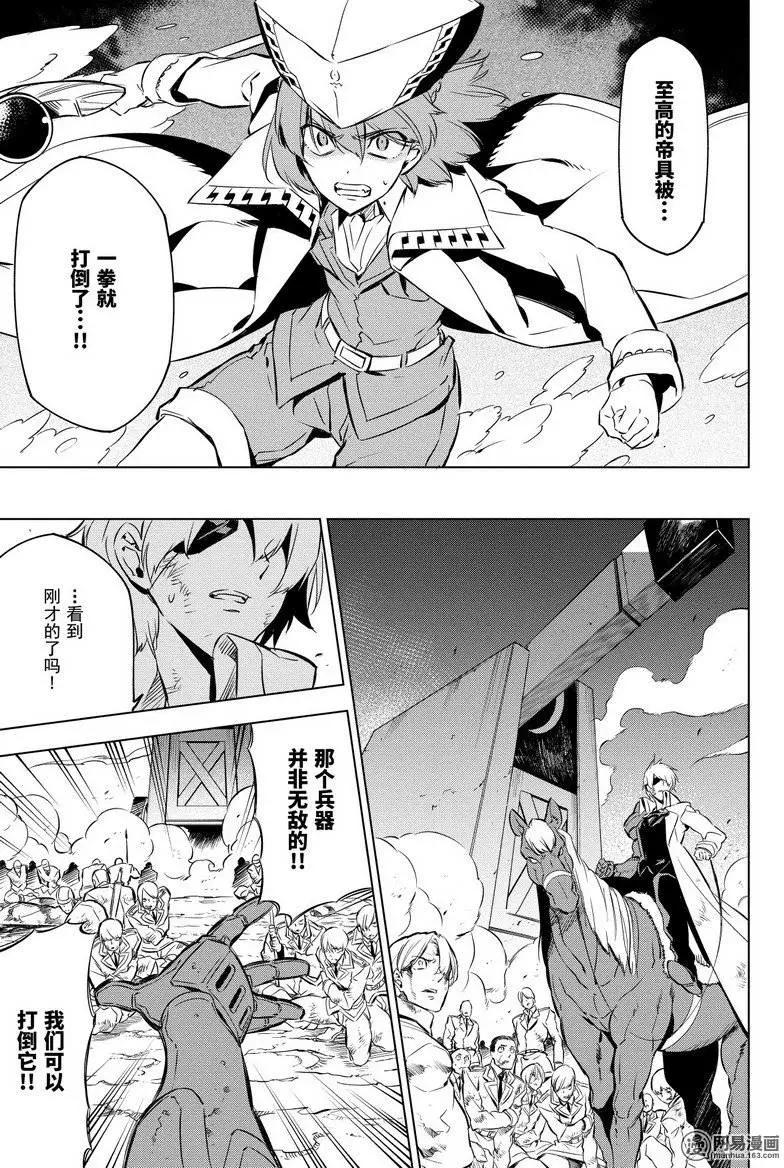 至高的帝具被…
一拳就
打倒了…!!
…看到
刚才的了吗!
那个兵器
并非无敌的!!
我们可以
打倒它!!
网易漫画
manhua.163.com